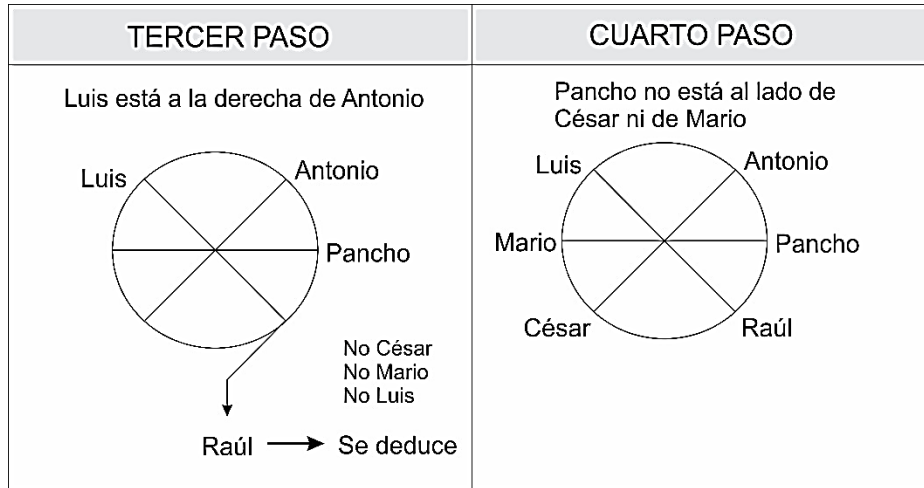 TERCER PASO
Luis está a la derecha de Antonio
Luis
Antonio
Pancho
No César
No Mario
No Luis
Raúl
Se deduce
CUARTO PASO
Pancho no está al lado de
César ni de Mario
Luis
Antonio
Mario
Pancho
César
Raúl